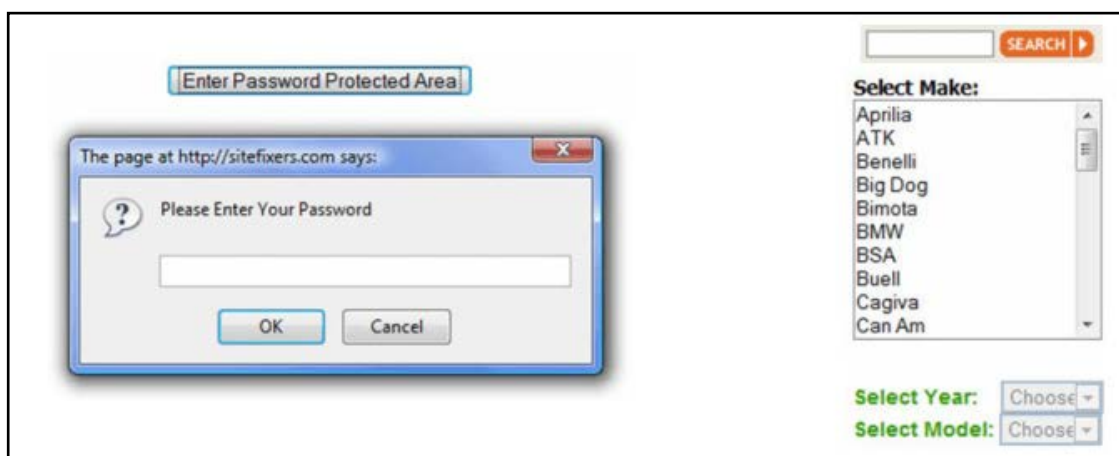 Enter Password Protected Area
The page at http://sitefixers.com says:
?
Please Enter Your Password
OK Cancel
SEARCH
Select Make:
Aprilia
ATK
Benelli
Big Dog
Bimota
BMW
BSA
Buell
Cagiva
Can Am
Select Year: Choose
Select Model: Choose